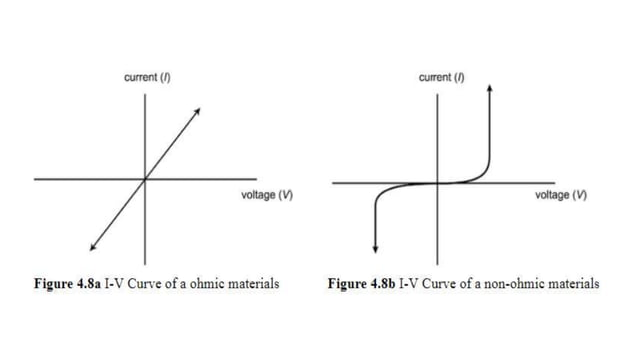 current (I)
voltage (V)
Figure 4.8a I-V Curve of a ohmic materials
current (I)
voltage (V)
Figure 4.8b I-V Curve of a non-ohmic materials